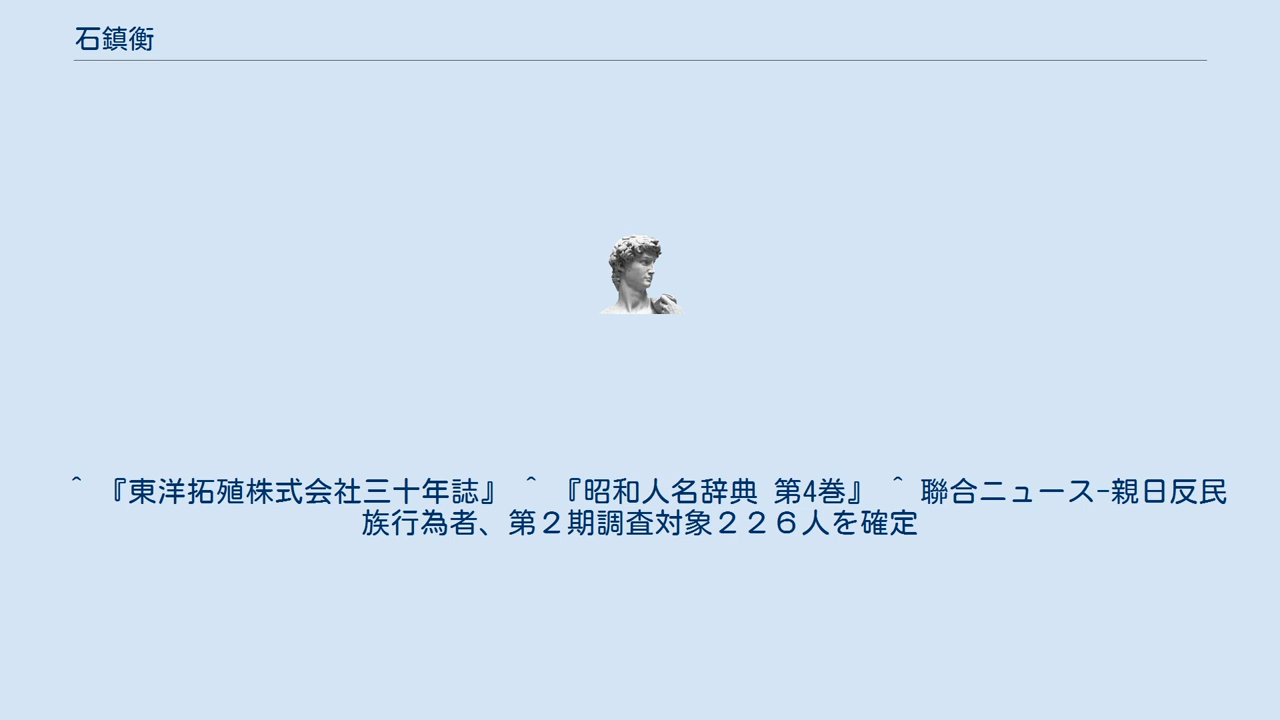 石鎮衡
^ 『東洋拓殖株式会社三十年誌』 ^ 『昭和人名辞典 第4巻』 ^ 聯合ニュース-親日反民
族行為者、第２期調査対象２２６人を確定